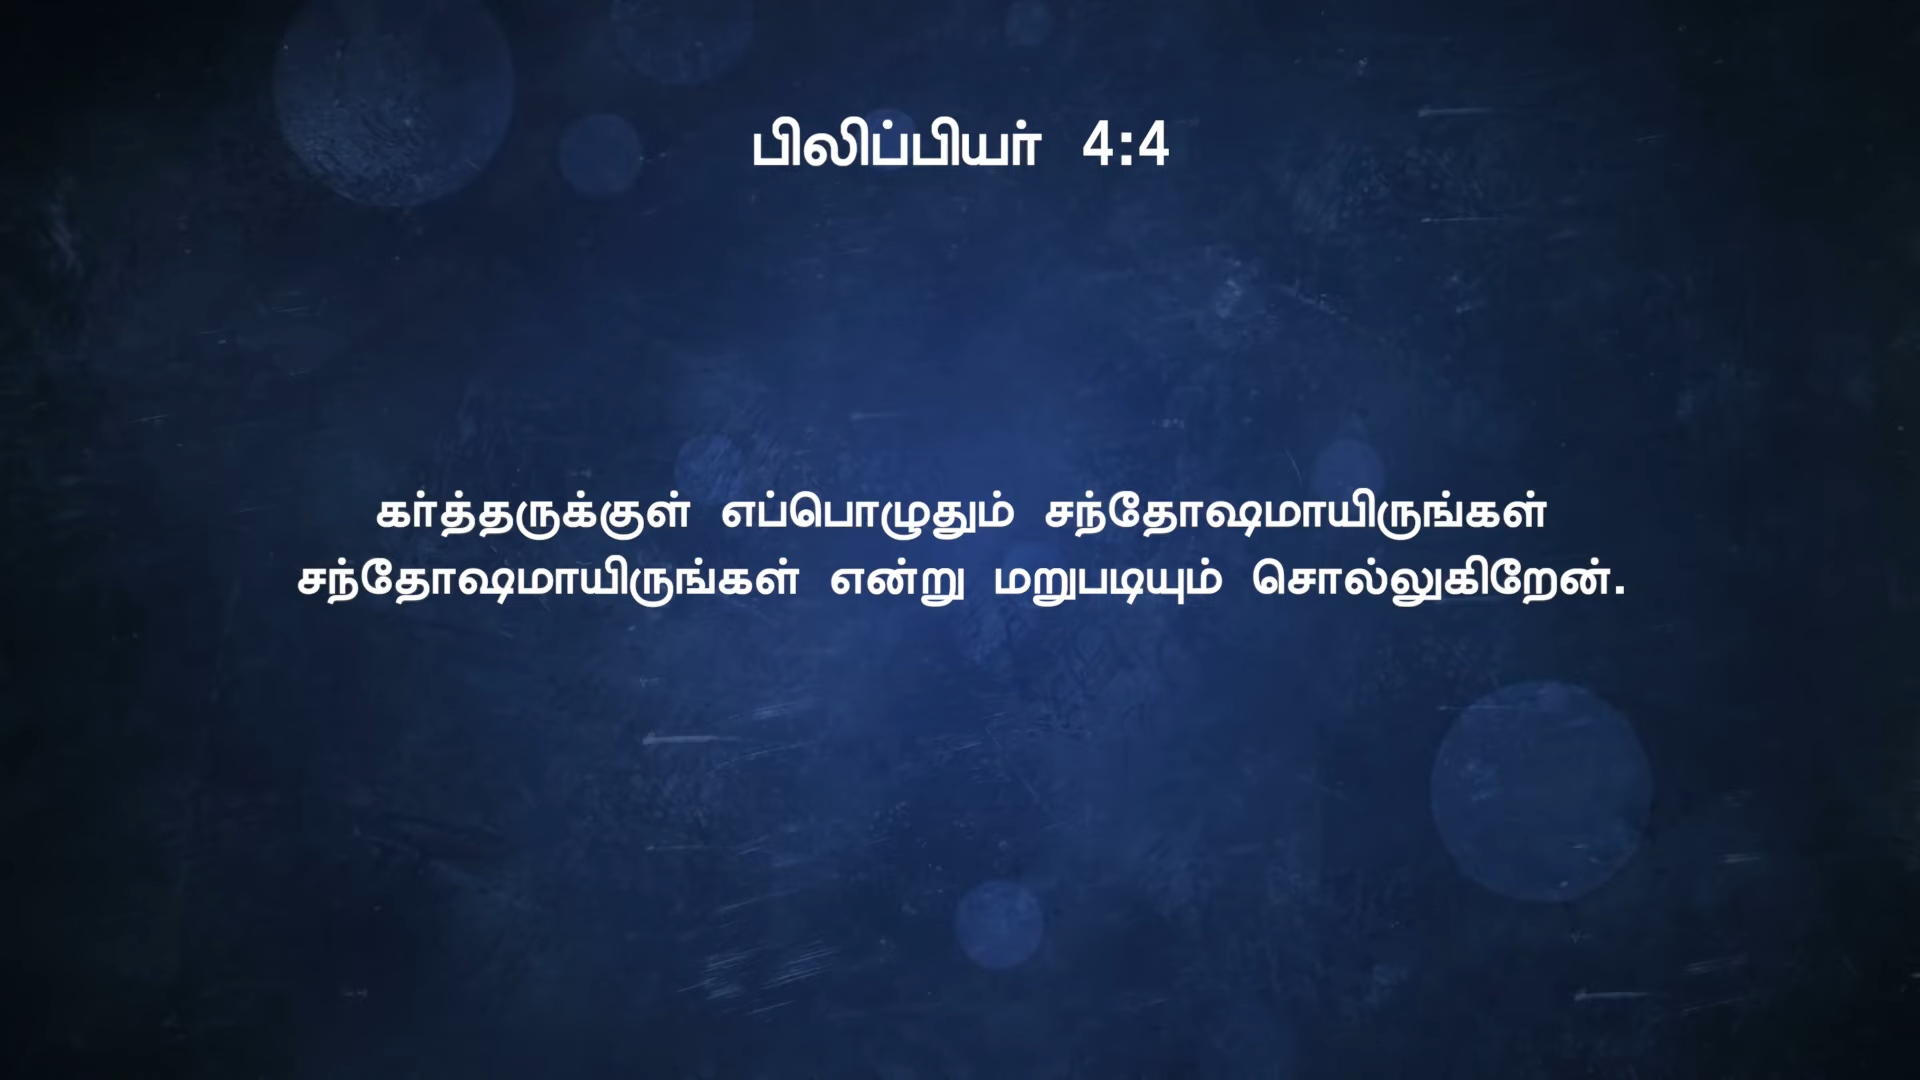 பிலிப்பியர் 4:4
கர்த்தருக்குள் எப்பொழுதும் சந்தோஷமாயிருங்கள்
சந்தோஷமாயிருங்கள் என்று மறுபடியும் சொல்லுகிறேன்.